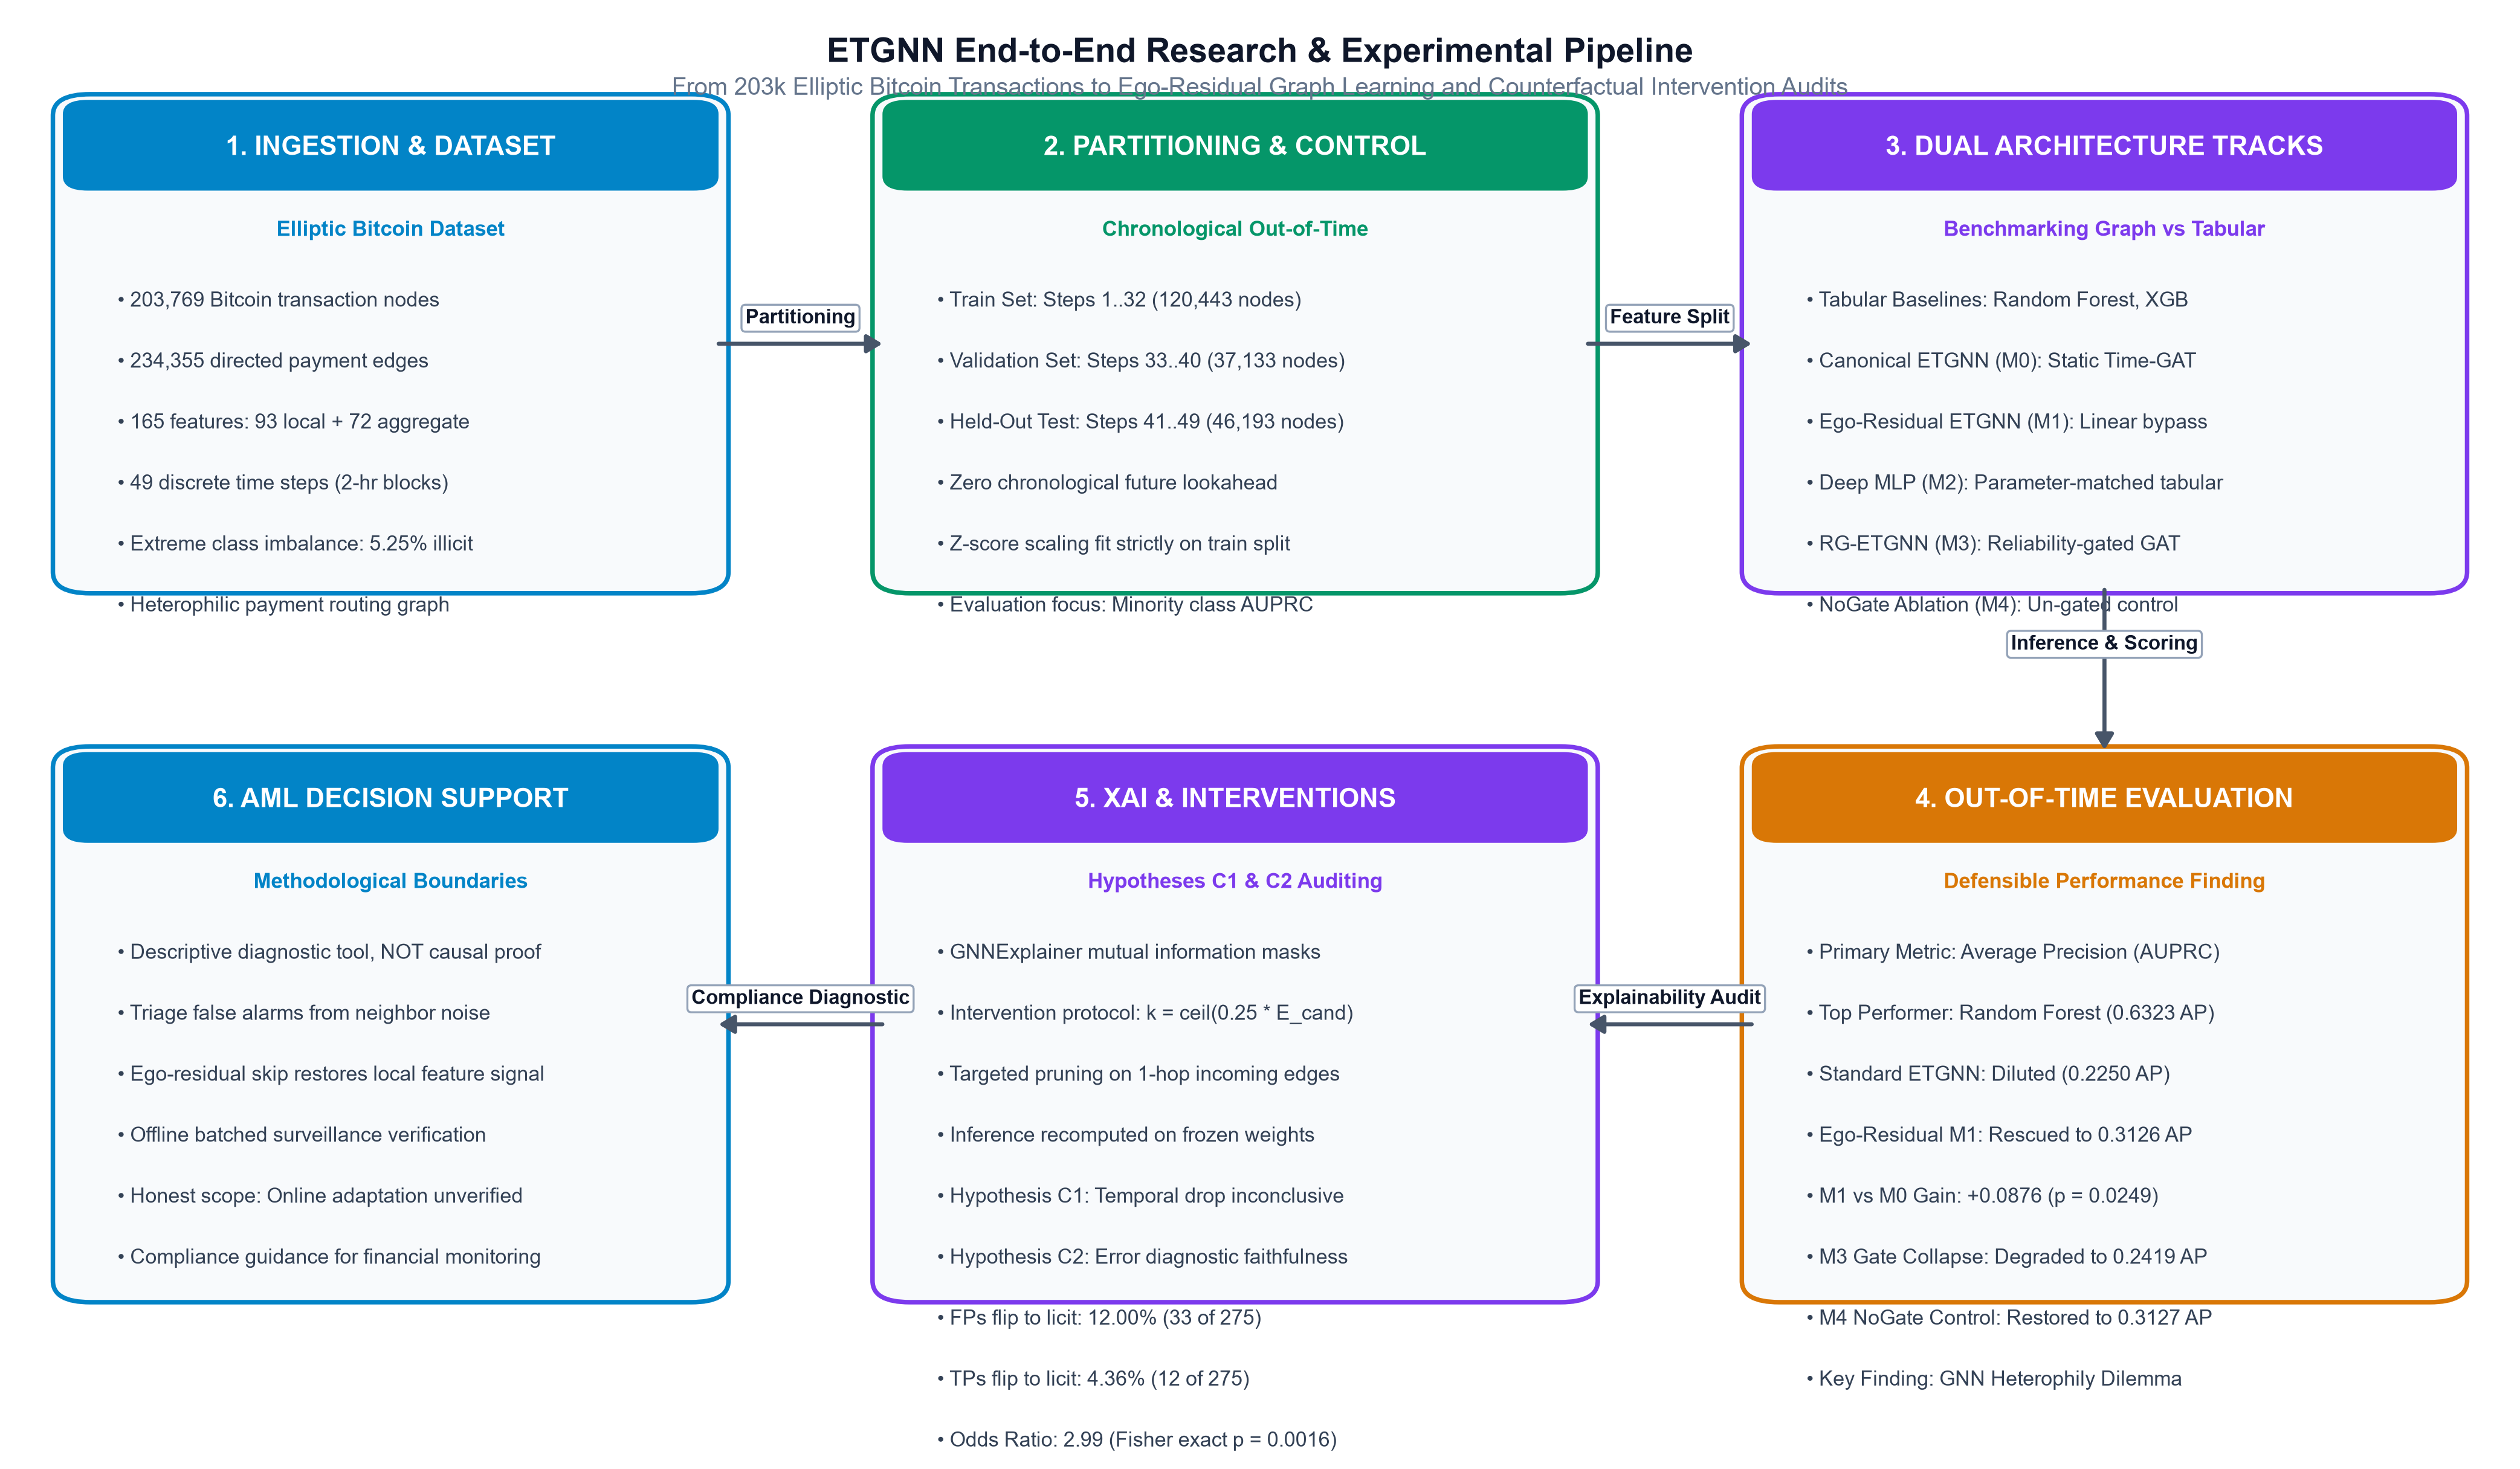 ETGNN End-to-End Research & Experimental Pipeline
From 203k Elliptic Bitcoin Transactions to Ego-Residual Graph Learning and Counterfactual Intervention Audits
1. INGESTION & DATASET
Elliptic Bitcoin Dataset
• 203,769 Bitcoin transaction nodes
• 234,355 directed payment edges
• 165 features: 93 local + 72 aggregate
• 49 discrete time steps (2-hr blocks)
• Extreme class imbalance: 5.25% illicit
• Heterophilic payment routing graph
Partitioning
2. PARTITIONING & CONTROL
Chronological Out-of-Time
• Train Set: Steps 1..32 (120,443 nodes)
• Validation Set: Steps 33..40 (37,133 nodes)
• Held-Out Test: Steps 41..49 (46,193 nodes)
• Zero chronological future lookahead
• Z-score scaling fit strictly on train split
• Evaluation focus: Minority class AUPRC
Feature Split
3. DUAL ARCHITECTURE TRACKS
Benchmarking Graph vs Tabular
• Tabular Baselines: Random Forest, XGB
• Canonical ETGNN (M0): Static Time-GAT
• Ego-Residual ETGNN (M1): Linear bypass
• Deep MLP (M2): Parameter-matched tabular
• RG-ETGNN (M3): Reliability-gated GAT
• NoGate Ablation (M4): Un-gated control
Inference & Scoring
4. OUT-OF-TIME EVALUATION
Defensible Performance Finding
• Primary Metric: Average Precision (AUPRC)
• Top Performer: Random Forest (0.6323 AP)
• Standard ETGNN: Diluted (0.2250 AP)
• Ego-Residual M1: Rescued to 0.3126 AP
• M1 vs M0 Gain: +0.0876 (p = 0.0249)
• M3 Gate Collapse: Degraded to 0.2419 AP
• M4 NoGate Control: Restored to 0.3127 AP
• Key Finding: GNN Heterophily Dilemma
Explainability Audit
5. XAI & INTERVENTIONS
Hypotheses C1 & C2 Auditing
• GNNExplainer mutual information masks
• Intervention protocol: k = ceil(0.25 * E_cand)
• Targeted pruning on 1-hop incoming edges
• Inference recomputed on frozen weights
• Hypothesis C1: Temporal drop inconclusive
• Hypothesis C2: Error diagnostic faithfulness
• FPs flip to licit: 12.00% (33 of 275)
• TPs flip to licit: 4.36% (12 of 275)
• Odds Ratio: 2.99 (Fisher exact p = 0.0016)
Compliance Diagnostic
6. AML DECISION SUPPORT
Methodological Boundaries
• Descriptive diagnostic tool, NOT causal proof
• Triage false alarms from neighbor noise
• Ego-residual skip restores local feature signal
• Offline batched surveillance verification
• Honest scope: Online adaptation unverified
• Compliance guidance for financial monitoring